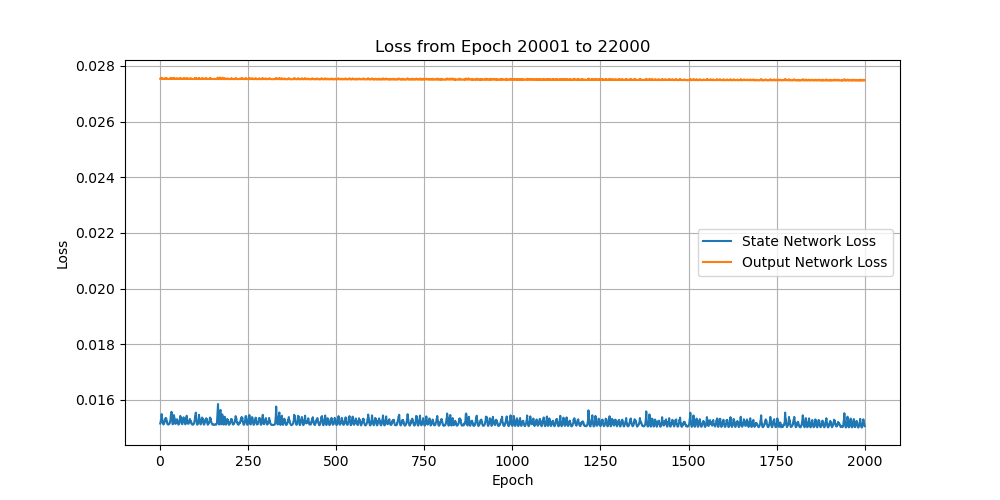 Loss from Epoch 20001 to 22000
Loss
0.028
0.026
0.024
0.022
0.020
0.018
0.016
State Network Loss
Output Network Loss
0 250 500 750 1000 1250 1500 1750 2000
Epoch